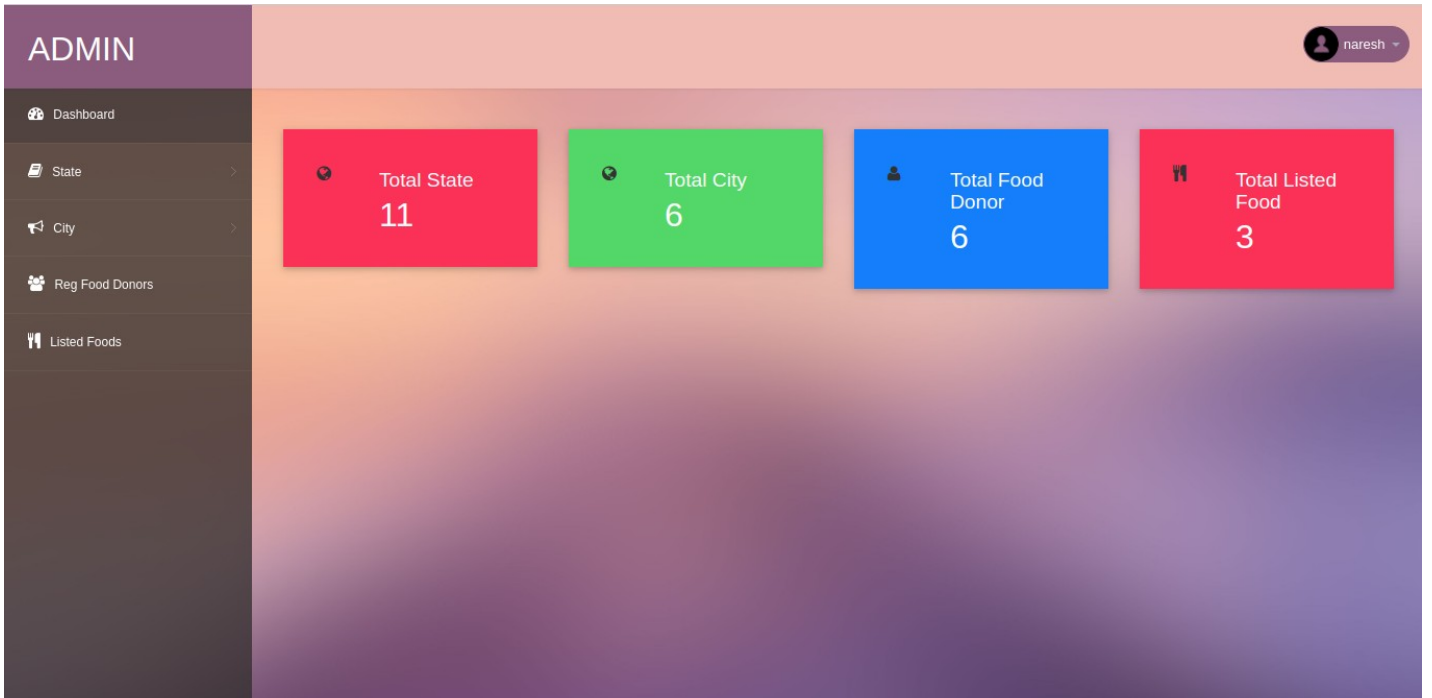 ADMIN
naresh
Dashboard
State
City
Reg Food Donors
Listed Foods
Total State
11
Total City
6
Total Food
Donor
6
Total Listed
Food
3